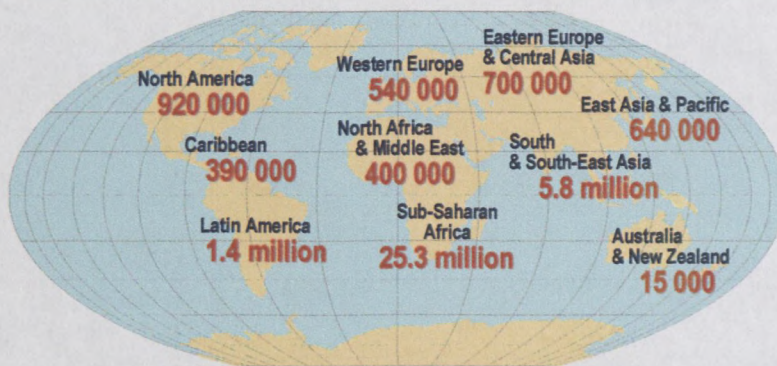 North America
920 000
Western Europe
540 000
Eastern Europe
& Central Asia
700 000
East Asia & Pacific
640 000
Caribbean
390 000
North Africa
& Middle East
400 000
South
& South-East Asia
5.8 million
Latin America
1.4 million
Sub-Saharan
Africa
25.3 million
Australia
& New Zealand
15 000